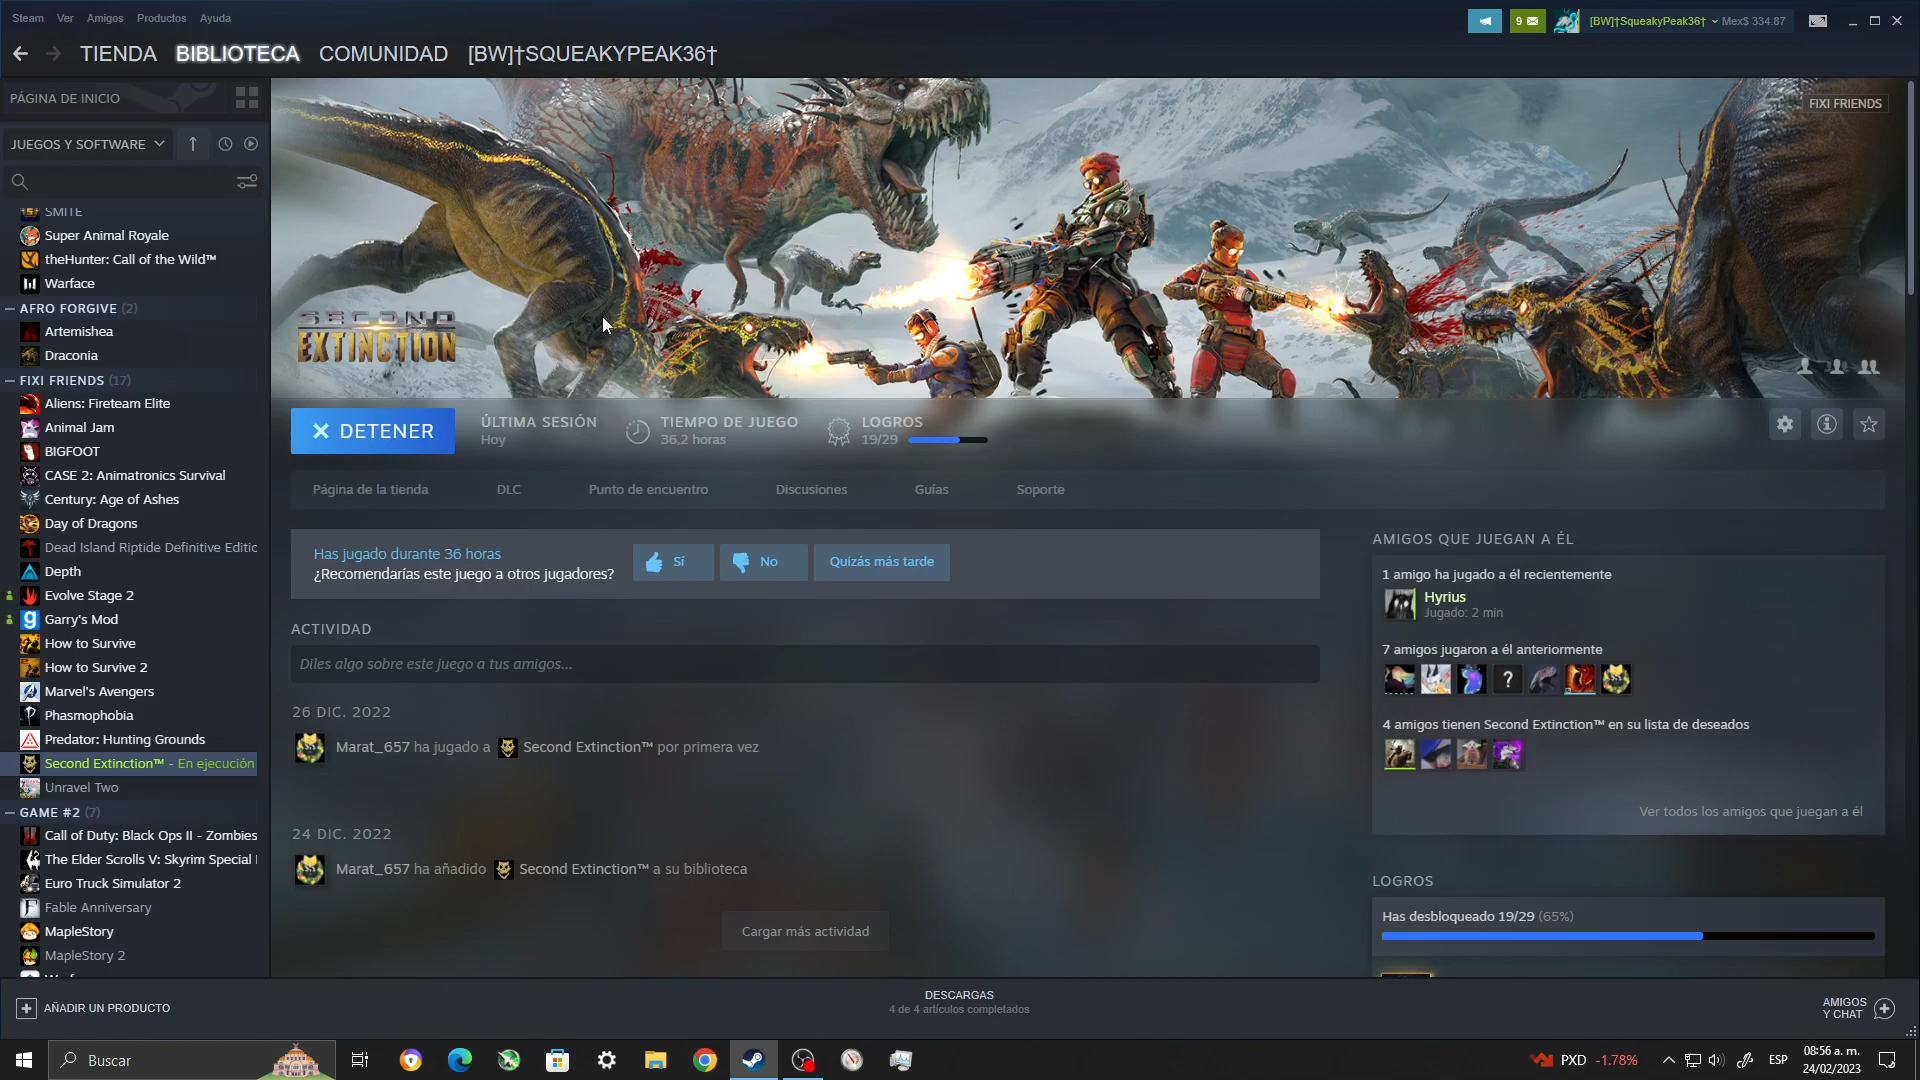 Steam Ver Amigos Productos Ayuda
9 [BW]†SqueakyPeak36† Mex$ 334.87
TIENDA BIBLIOTECA COMUNIDAD [BW]†SQUEAKYPEAK36†
PÁGINA DE INICIO
JUEGOS Y SOFTWARE
SMITE
Super Animal Royale
theHunter: Call of the Wild™
Warface
AFRO FORGIVE (2)
Artemishea
Draconia
FIXI FRIENDS (17)
Aliens: Fireteam Elite
Animal Jam
BIGFOOT
CASE 2: Animatronics Survival
Century: Age of Ashes
Day of Dragons
Dead Island Riptide Definitive Editic
Depth
Evolve Stage 2
Garry's Mod
How to Survive
How to Survive 2
Marvel's Avengers
Phasmophobia
Predator: Hunting Grounds
Second Extinction™ - En ejecución
Unravel Two
GAME #2 (7)
Call of Duty: Black Ops II - Zombies
The Elder Scrolls V: Skyrim Special
Euro Truck Simulator 2
Fable Anniversary
MapleStory
MapleStory 2
FIXI FRIENDS
SECOND
EXTINCTION
DETENER
ÚLTIMA SESIÓN
Hoy
TIEMPO DE JUEGO
36,2 horas
LOGROS
19/29
Página de la tienda DLC Punto de encuentro Discusiones Guías Soporte
Has jugado durante 36 horas
¿Recomendarías este juego a otros jugadores?
Sí No Quizás más tarde
ACTIVIDAD
Diles algo sobre este juego a tus amigos...
26 DIC. 2022
Marat_657 ha jugado a Second Extinction™ por primera vez
24 DIC. 2022
Marat_657 ha añadido Second Extinction™ a su biblioteca
Cargar más actividad
AMIGOS QUE JUEGAN A ÉL
1 amigo ha jugado a él recientemente
Hyrius
Jugado: 2 min
7 amigos jugaron a él anteriormente
?
4 amigos tienen Second Extinction™ en su lista de deseados
Ver todos los amigos que juegan a él
LOGROS
Has desbloqueado 19/29 (65%)
AÑADIR UN PRODUCTO
DESCARGAS
4 de 4 artículos completados
AMIGOS
Y CHAT
Buscar
PXD -1.78%
ESP
08:56 a. m.
24/02/2023